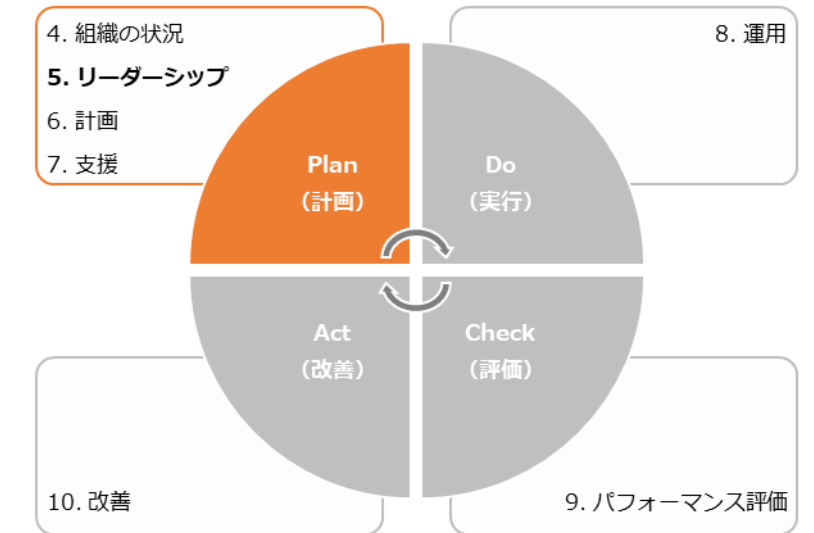 4. 組織の状況
5. リーダーシップ
6. 計画
7. 支援
8. 運用
Plan
（計画）
Do
（実行）
Act
（改善）
Check
（評価）
10. 改善
9. パフォーマンス評価